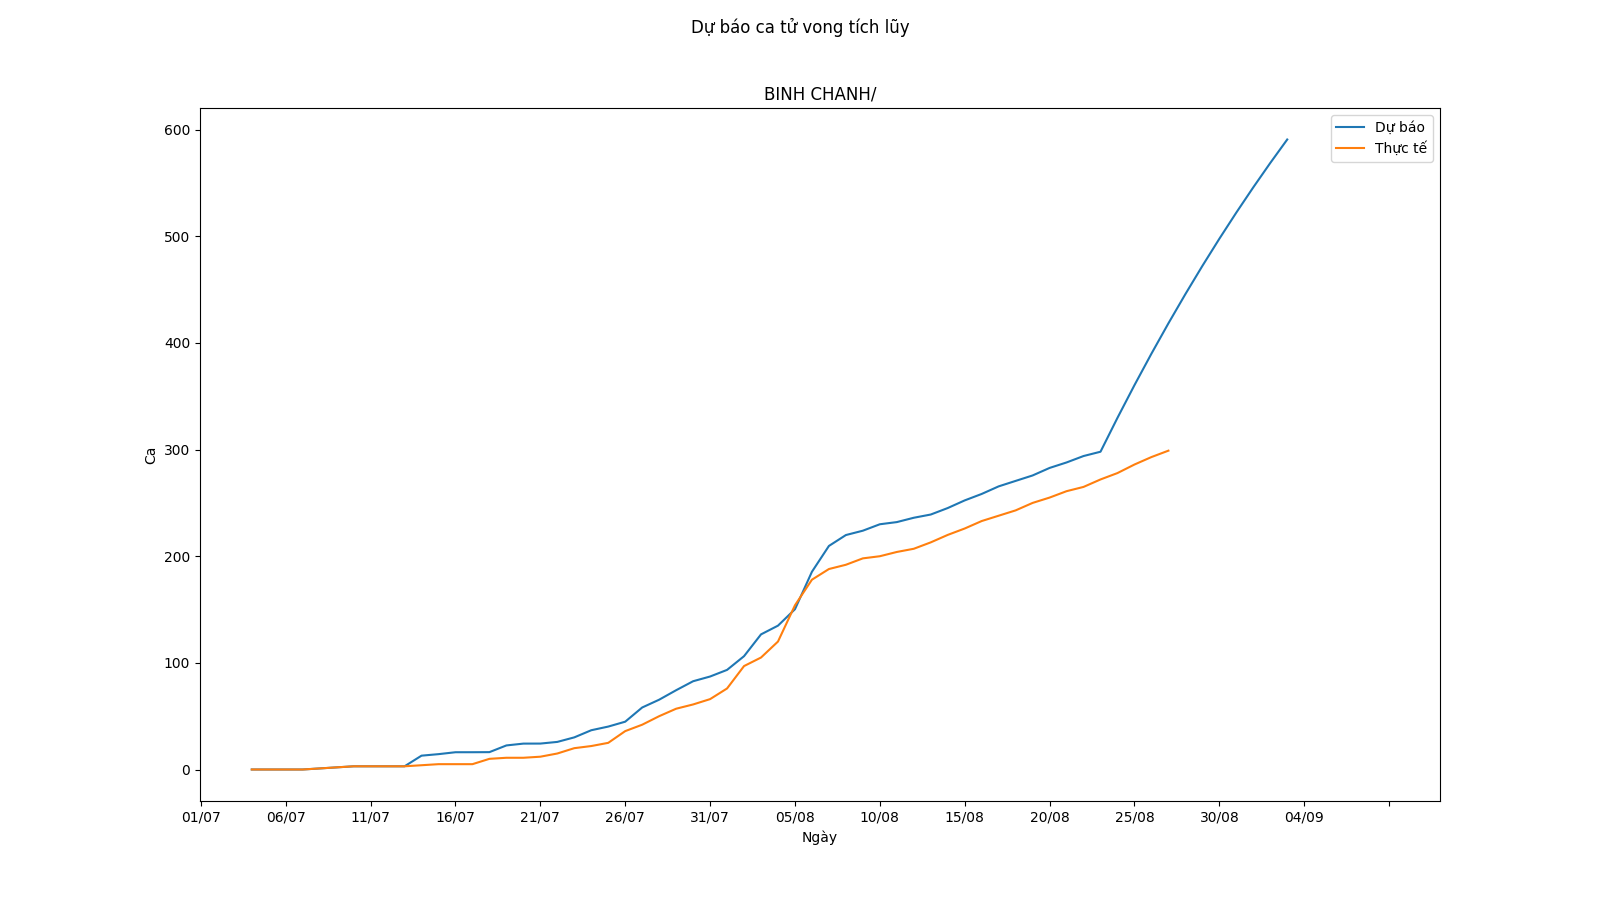 Dự báo ca tử vong tích lũy
BINH CHANH/
Dự báo
Thực tế
600
500
400
300
200
100
0
Ca
01/07 06/07 11/07 16/07 21/07 26/07 31/07 05/08 10/08 15/08 20/08 25/08 30/08 04/09
Ngày